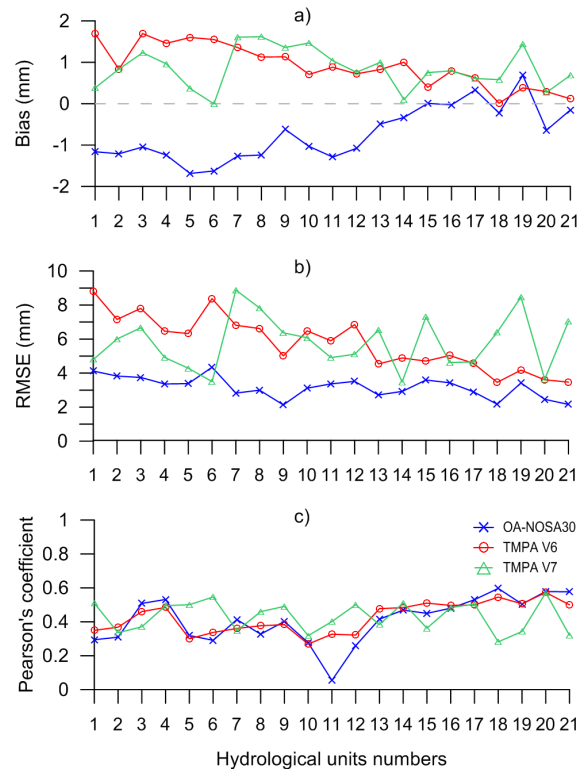 a)
Bias (mm)
2
1
0
-1
-2
1 2 3 4 5 6 7 8 9 10 11 12 13 14 15 16 17 18 19 20 21
b)
RMSE (mm)
10
8
6
4
2
0
1 2 3 4 5 6 7 8 9 10 11 12 13 14 15 16 17 18 19 20 21
c)
Pearson's coefficient
1
0.8
0.6
0.4
0.2
0
OA-NOSA30
TMPA V6
TMPA V7
1 2 3 4 5 6 7 8 9 10 11 12 13 14 15 16 17 18 19 20 21
Hydrological units numbers